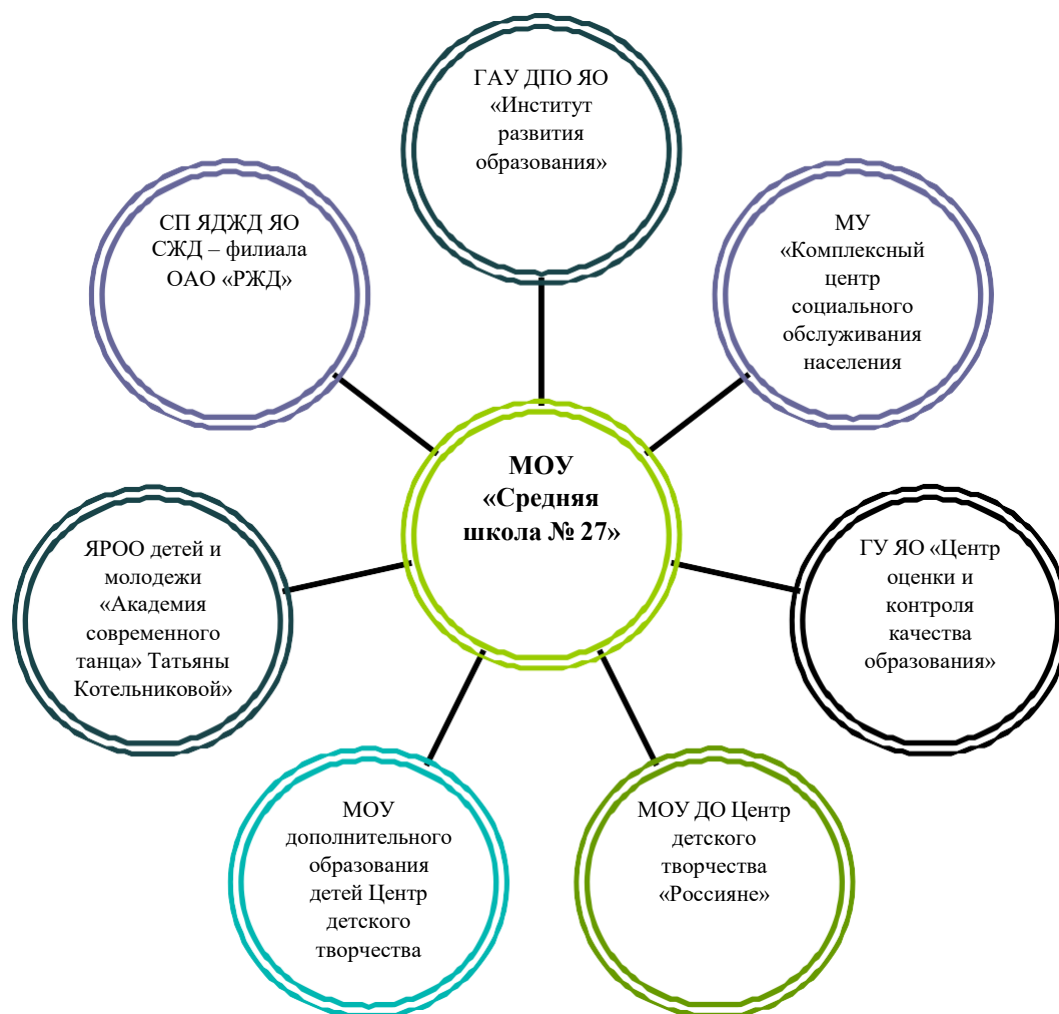 ГАУ ДПО ЯО
«Институт
развития
образования»
СП ЯДЖД ЯО
СЖД – филиала
ОАО «РЖД»
МУ
«Комплексный
центр
социального
обслуживания
населения
МОУ
«Средняя
школа № 27»
ЯРОО детей и
молодежи
«Академия
современного
танца» Татьяны
Котельниковой»
ГУ ЯО «Центр
оценки и
контроля
качества
образования»
МОУ
дополнительного
образования
детей Центр
детского
творчества
МОУ ДО Центр
детского
творчества
«Россияне»